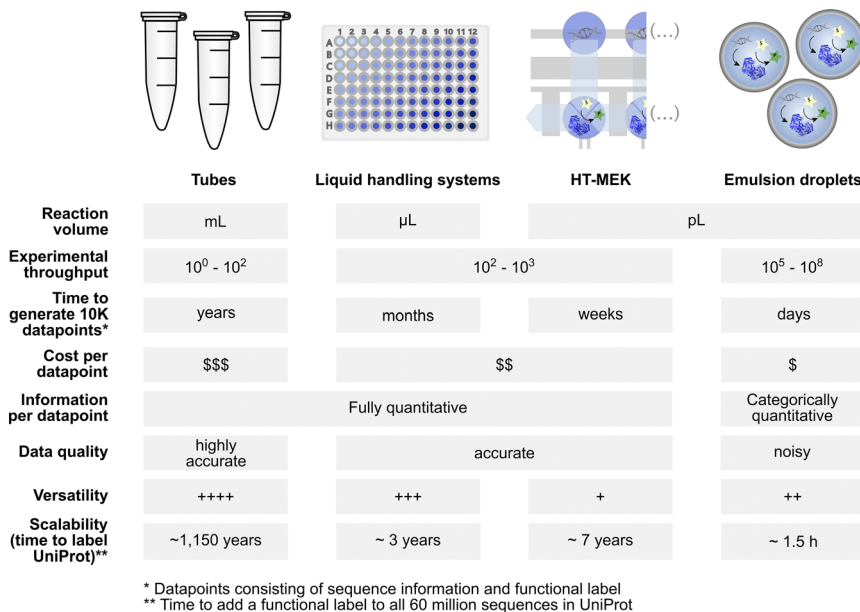 1 2 3 4 5 6 7 8 9 10 11 12
A
B
C
D
E
F
G
H
(...)
(...)
Tubes
Liquid handling systems
HT-MEK
Emulsion droplets
Reaction
volume
mL
µL
pL
Experimental
throughput
10⁰ - 10²
10² - 10³
10⁵ - 10⁸
Time to
generate 10K
datapoints*
years
months
weeks
days
Cost per
datapoint
$$$
$$
$
Information
per datapoint
Fully quantitative
Categorically
quantitative
Data quality
highly
accurate
accurate
noisy
Versatility
++++
+++
+
++
Scalability
(time to label
UniProt)**
~1,150 years
~ 3 years
~ 7 years
~ 1.5 h
* Datapoints consisting of sequence information and functional label
** Time to add a functional label to all 60 million sequences in UniProt